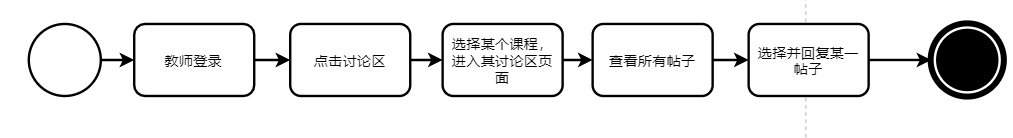 教师登录
点击讨论区
选择某个课程，
进入其讨论区页
面
查看所有帖子
选择并回复某一
帖子